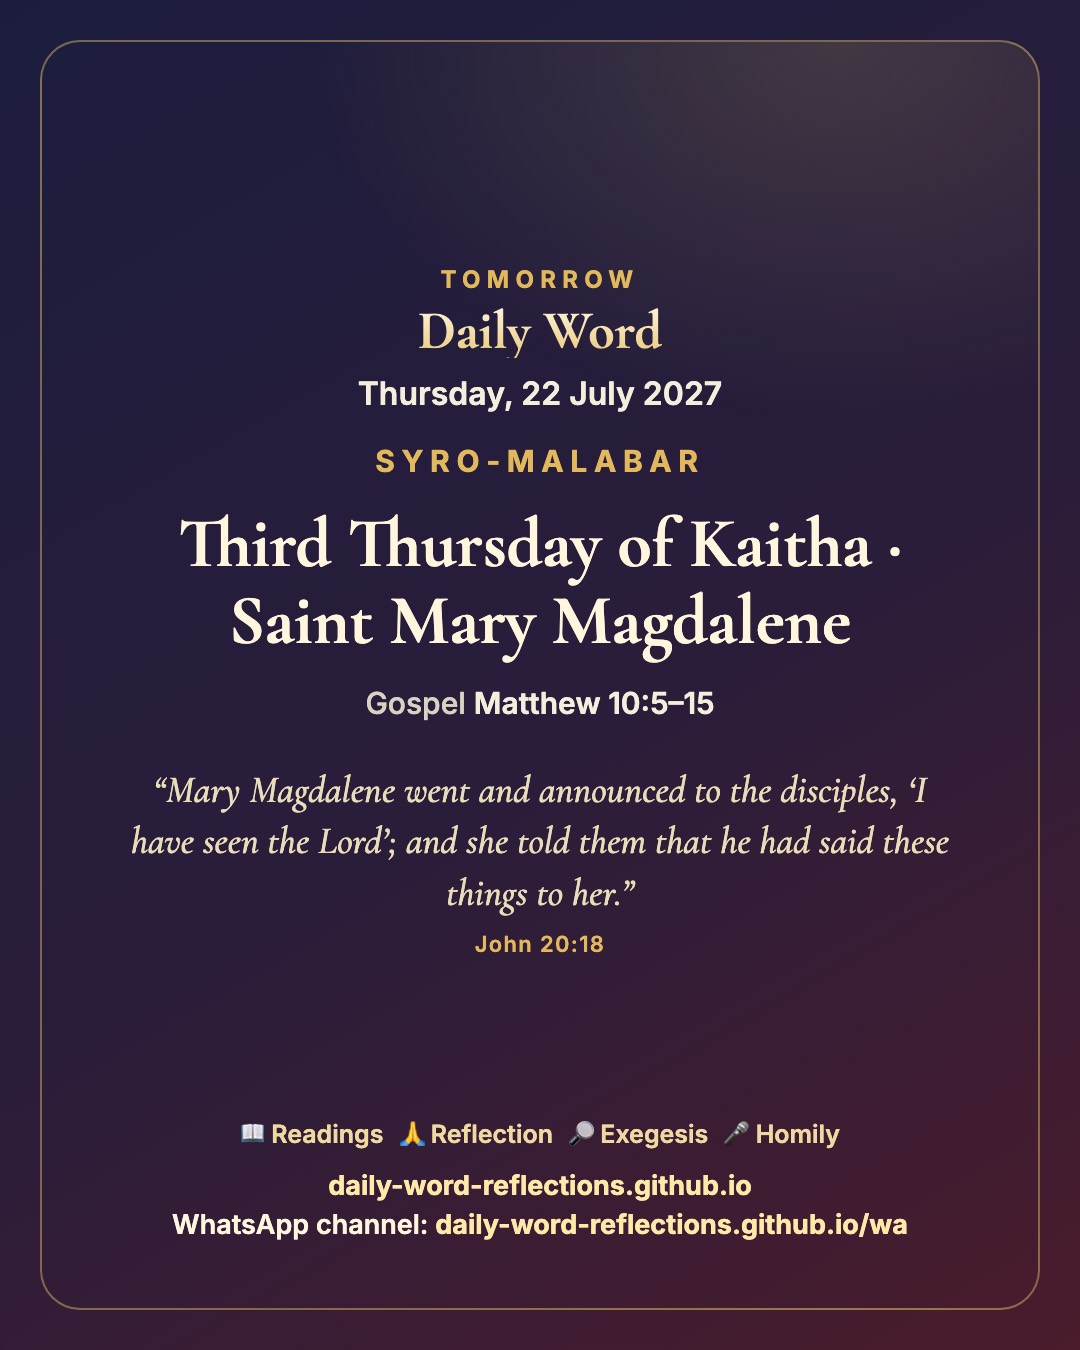 TOMORROW
Daily Word
Thursday, 22 July 2027
SYRO-MALABAR
Third Thursday of Kaitha ·
Saint Mary Magdalene
Gospel Matthew 10:5–15
“Mary Magdalene went and announced to the disciples, ‘I
have seen the Lord’; and she told them that he had said these
things to her.”
John 20:18
📖 Readings 🙏 Reflection 🔎 Exegesis 🎤 Homily
daily-word-reflections.github.io
WhatsApp channel: daily-word-reflections.github.io/wa